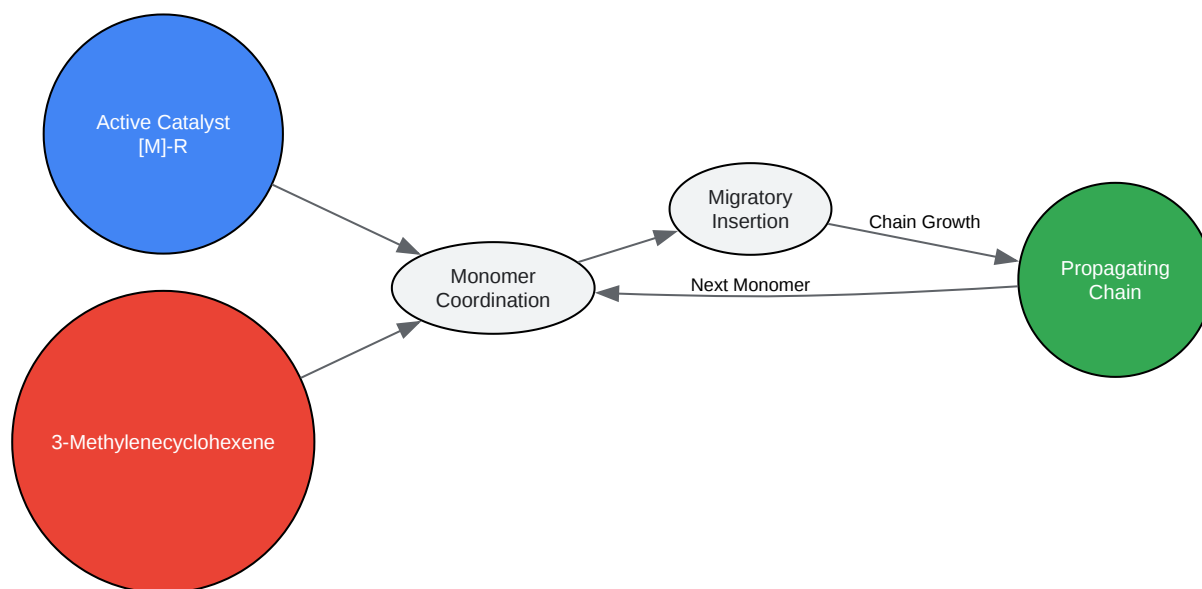 Active Catalyst
[M]-R
3-Methylenecyclohexene
Monomer
Coordination
Migratory
Insertion
Chain Growth
Next Monomer
Propagating
Chain